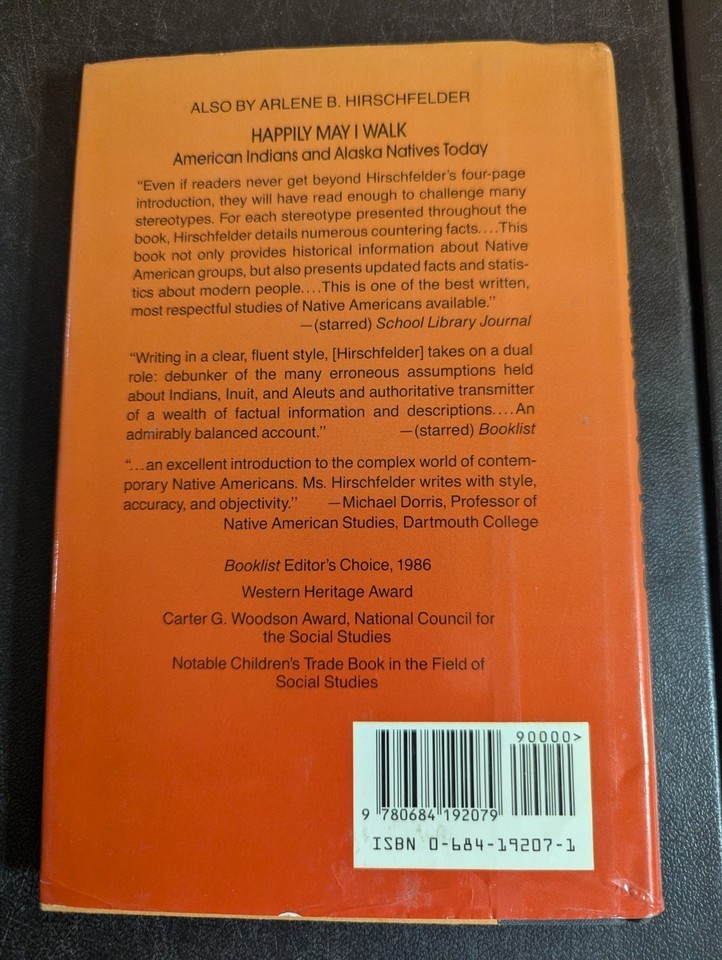 ALSO BY ARLENE B. HIRSCHFELDER
HAPPILY MAY I WALK
American Indians and Alaska Natives Today
“Even if readers never get beyond Hirschfelder’s four-page
introduction, they will have read enough to challenge many
stereotypes. For each stereotype presented throughout the
book, Hirschfelder details numerous countering facts....This
book not only provides historical information about Native
American groups, but also presents updated facts and statis-
tics about modern people....This is one of the best written,
most respectful studies of Native Americans available.”
—(starred) School Library Journal
“Writing in a clear, fluent style, [Hirschfelder] takes on a dual
role: debunker of the many erroneous assumptions held
about Indians, Inuit, and Aleuts and authoritative transmitter
of a wealth of factual information and descriptions....An
admirably balanced account.” —(starred) Booklist
“...an excellent introduction to the complex world of contem-
porary Native Americans. Ms. Hirschfelder writes with style,
accuracy, and objectivity.” —Michael Dorris, Professor of
Native American Studies, Dartmouth College
Booklist Editor’s Choice, 1986
Western Heritage Award
Carter G. Woodson Award, National Council for
the Social Studies
Notable Children’s Trade Book in the Field of
Social Studies
90000>
9 780684 192079
ISBN 0-684-19207-1